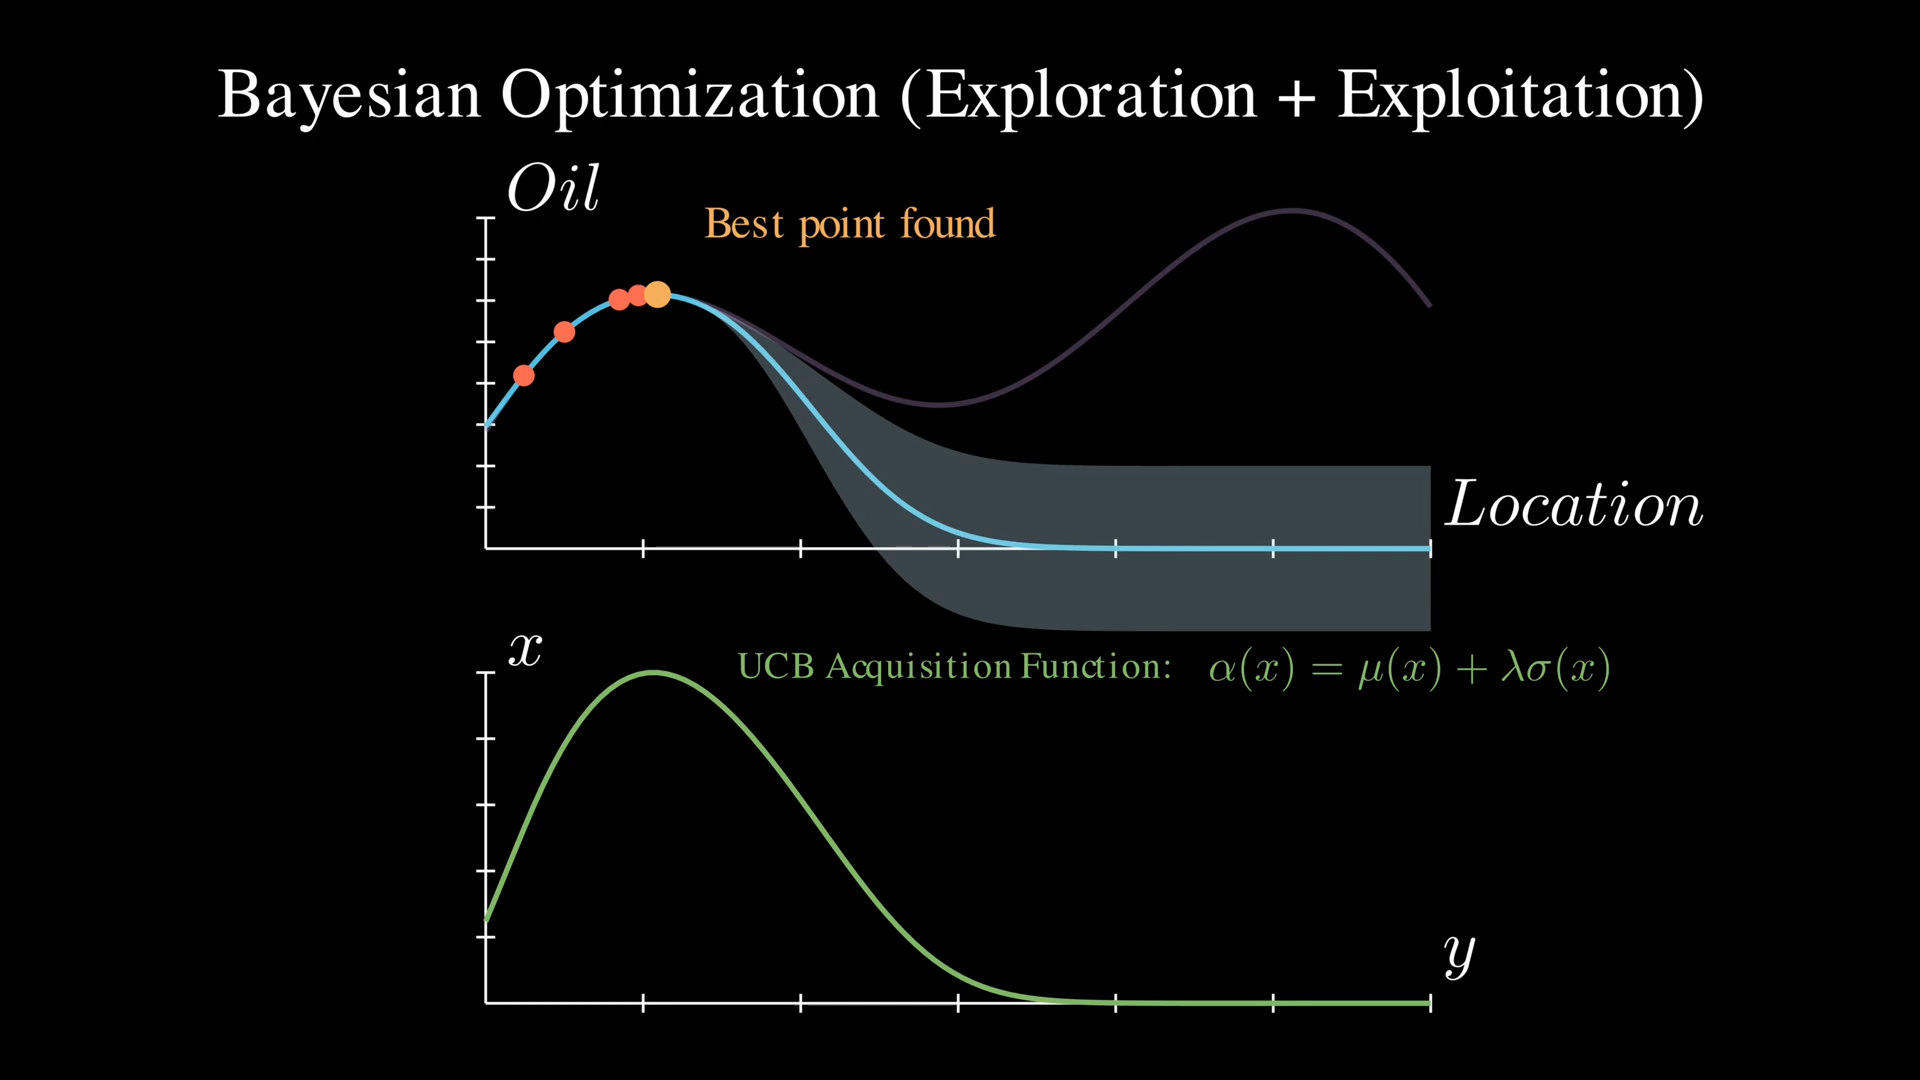 Bayesian Optimization (Exploration + Exploitation)
Oil
Best point found
Location
x
UCB Acquisition Function: α(x) = μ(x) + λσ(x)
y